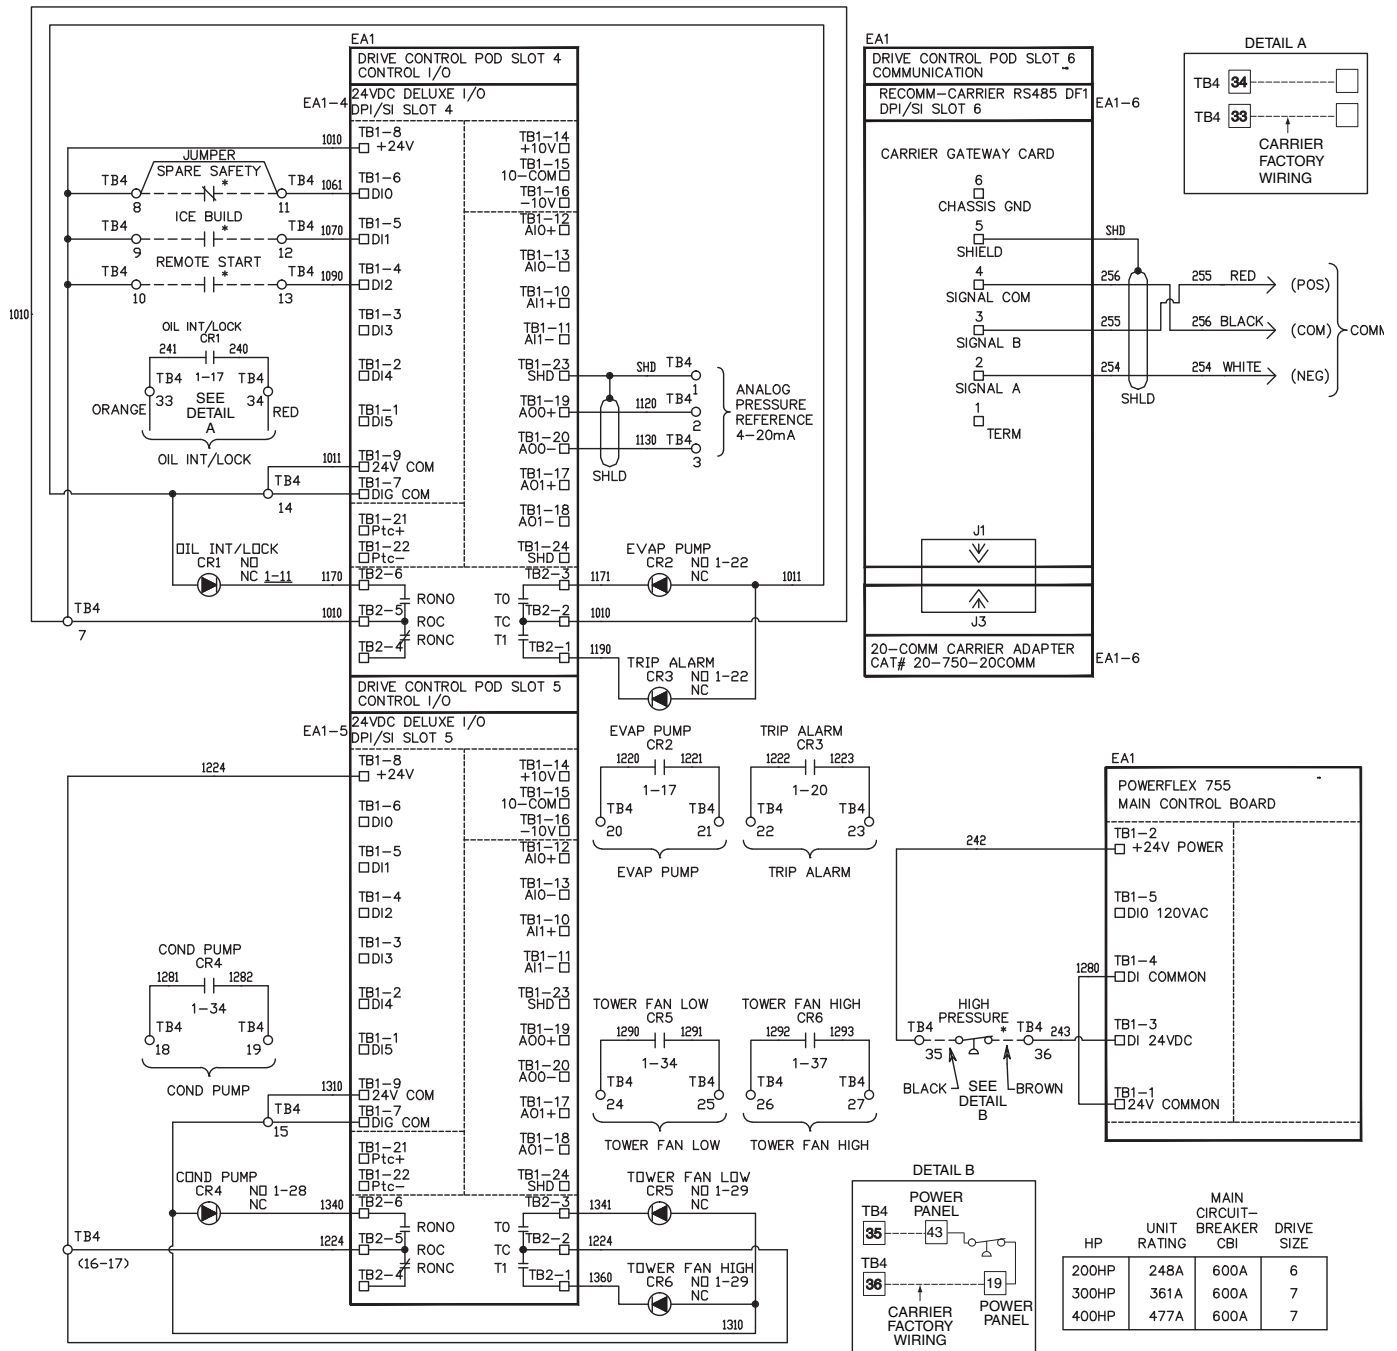 EA1
DRIVE CONTROL POD SLOT 4
CONTROL I/O
EA1-4
24VDC DELUXE I/O
DPI/SI SLOT 4
1010
TB1-8
+24V
TB1-14
+10V
JUMPER
SPARE SAFETY
*
TB4
8
TB4
11
1061
TB1-6
DI0
TB1-15
10-COM
TB1-16
-10V
ICE BUILD
*
TB4
9
TB4
12
1070
TB1-5
DI1
TB1-12
AI0+
REMOTE START
*
TB4
10
TB4
13
1090
TB1-4
DI2
TB1-13
AI0-
TB1-10
AI1+
1010
OIL INT/LOCK
CR1
241
240
1-17
TB4
33
TB4
34
SEE
DETAIL
A
ORANGE
RED
OIL INT/LOCK
TB1-3
DI3
TB1-11
AI1-
TB1-2
DI4
TB1-23
SHD
TB1-1
DI5
TB1-19
AO0+
TB1-20
AO0-
SHD
TB4
1
1120
TB4
2
1130
TB4
3
SHLD
ANALOG
PRESSURE
REFERENCE
4-20mA
1011
TB1-9
24V COM
TB4
14
TB1-7
DIG COM
TB1-17
AO1+
TB1-18
AO1-
TB1-21
Ptc+
TB1-22
Ptc-
TB1-24
SHD
OIL INT/LOCK
CR1
NO
NC 1-11
1170
TB2-6
RONO
1010
TB2-5
ROC
TB2-4
RONC
TB4
7
TO
TB2-3
TC
TB2-2
T1
TB2-1
1171
EVAP PUMP
CR2
NO 1-22
NC
1011
1010
1190
TRIP ALARM
CR3
NO 1-22
NC
DRIVE CONTROL POD SLOT 5
CONTROL I/O
EA1-5
24VDC DELUXE I/O
DPI/SI SLOT 5
1224
TB1-8
+24V
TB1-14
+10V
TB1-6
DI0
TB1-15
10-COM
TB1-16
-10V
TB1-5
DI1
TB1-12
AI0+
TB1-4
DI2
TB1-13
AI0-
TB1-10
AI1+
TB1-3
DI3
TB1-11
AI1-
TB1-2
DI4
TB1-23
SHD
TB1-1
DI5
TB1-19
AO0+
TB1-20
AO0-
COND PUMP
CR4
1281
1282
1-34
TB4
18
TB4
19
COND PUMP
1310
TB1-9
24V COM
TB4
15
TB1-7
DIG COM
TB1-17
AO1+
TB1-18
AO1-
TB1-21
Ptc+
TB1-22
Ptc-
TB1-24
SHD
COND PUMP
CR4
NO 1-28
NC
1340
TB2-6
RONO
1224
TB2-5
ROC
TB2-4
RONC
TB4
(16-17)
TO
TB2-3
TC
TB2-2
T1
TB2-1
1341
TOWER FAN LOW
CR5
NO 1-29
NC
1224
1360
TOWER FAN HIGH
CR6
NO 1-29
NC
1310
EVAP PUMP
CR2
1220
1221
1-17
TB4
20
TB4
21
EVAP PUMP
TRIP ALARM
CR3
1222
1223
1-20
TB4
22
TB4
23
TRIP ALARM
TOWER FAN LOW
CR5
1290
1291
1-34
TB4
24
TB4
25
TOWER FAN LOW
TOWER FAN HIGH
CR6
1292
1293
1-37
TB4
26
TB4
27
TOWER FAN HIGH
EA1
DRIVE CONTROL POD SLOT 6
COMMUNICATION
RECOMM-CARRIER RS485 DF1
DPI/SI SLOT 6
EA1-6
CARRIER GATEWAY CARD
6
CHASSIS GND
5
SHIELD
4
SIGNAL COM
3
SIGNAL B
2
SIGNAL A
1
TERM
SHD
256
255
254
SHLD
255 RED (POS)
256 BLACK (COM)
254 WHITE (NEG)
COMM
J1
J3
20-COMM CARRIER ADAPTER
CAT# 20-750-20COMM
EA1-6
DETAIL A
TB4 34
TB4 33
CARRIER
FACTORY
WIRING
EA1
POWERFLEX 755
MAIN CONTROL BOARD
242
TB1-2
+24V POWER
TB1-5
DI0 120VAC
1280
TB1-4
DI COMMON
TB1-3
DI 24VDC
TB1-1
24V COMMON
HIGH
PRESSURE
*
TB4
35
TB4
36
243
BLACK
SEE
DETAIL
B
BROWN
DETAIL B
TB4
35
POWER
PANEL
43
TB4
36
19
CARRIER
FACTORY
WIRING
POWER
PANEL
HP UNIT RATING MAIN CIRCUIT-BREAKER CBI DRIVE SIZE
200HP 248A 600A 6
300HP 361A 600A 7
400HP 477A 600A 7